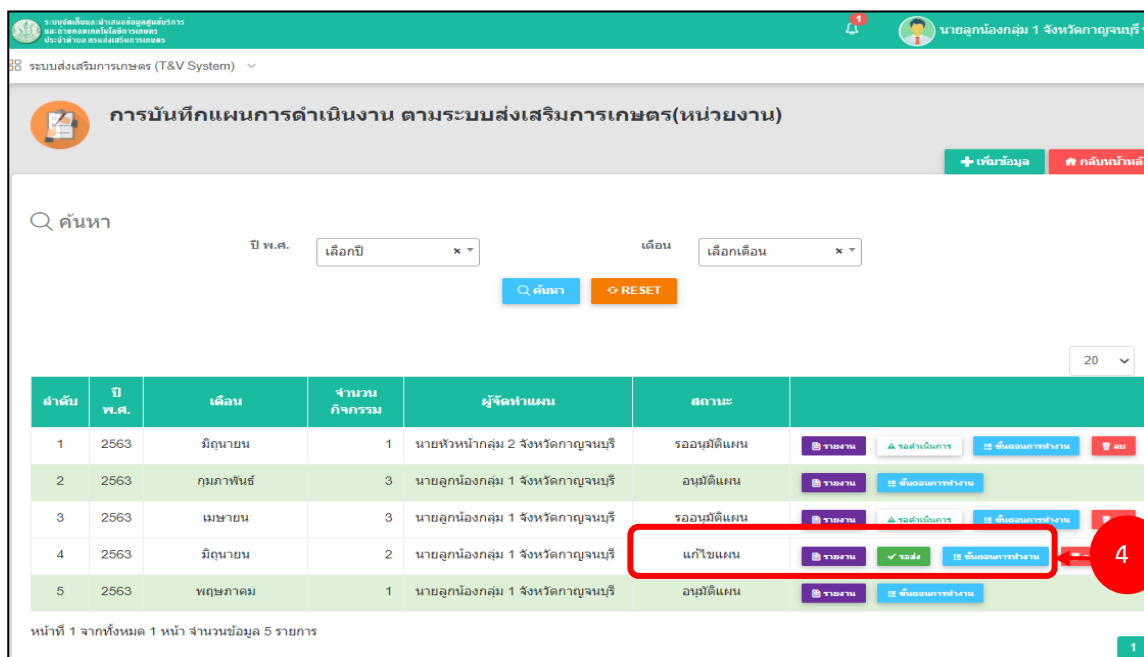 ระบบจัดเก็บและนำเสนอข้อมูลศูนย์บริการ
และถ่ายทอดเทคโนโลยีการเกษตร
ประจำตำบล กรมส่งเสริมการเกษตร
1
นายลูกน้องกลุ่ม 1 จังหวัดกาญจนบุรี
ระบบส่งเสริมการเกษตร (T&V System)
การบันทึกแผนการดำเนินงาน ตามระบบส่งเสริมการเกษตร(หน่วยงาน)
เพิ่มข้อมูล กลับหน้าหลั
ค้นหา
ปี พ.ศ. เลือกปี × เดือน เลือกเดือน ×
ค้นหา RESET
20
ลำดับ ปี พ.ศ. เดือน จำนวน กิจกรรม ผู้จัดทำแผน สถานะ
1 2563 มิถุนายน 1 นายหัวหน้ากลุ่ม 2 จังหวัดกาญจนบุรี รออนุมัติแผน รายงาน รอดำเนินการ ขั้นตอนการทำงาน ลบ
2 2563 กุมภาพันธ์ 3 นายลูกน้องกลุ่ม 1 จังหวัดกาญจนบุรี อนุมัติแผน รายงาน ขั้นตอนการทำงาน
3 2563 เมษายน 3 นายลูกน้องกลุ่ม 1 จังหวัดกาญจนบุรี รออนุมัติแผน รายงาน รอดำเนินการ ขั้นตอนการทำงาน
4 2563 มิถุนายน 2 นายลูกน้องกลุ่ม 1 จังหวัดกาญจนบุรี แก้ไขแผน รายงาน รอส่ง ขั้นตอนการทำงาน 4
5 2563 พฤษภาคม 1 นายลูกน้องกลุ่ม 1 จังหวัดกาญจนบุรี อนุมัติแผน รายงาน ขั้นตอนการทำงาน
หน้าที่ 1 จากทั้งหมด 1 หน้า จำนวนข้อมูล 5 รายการ
1